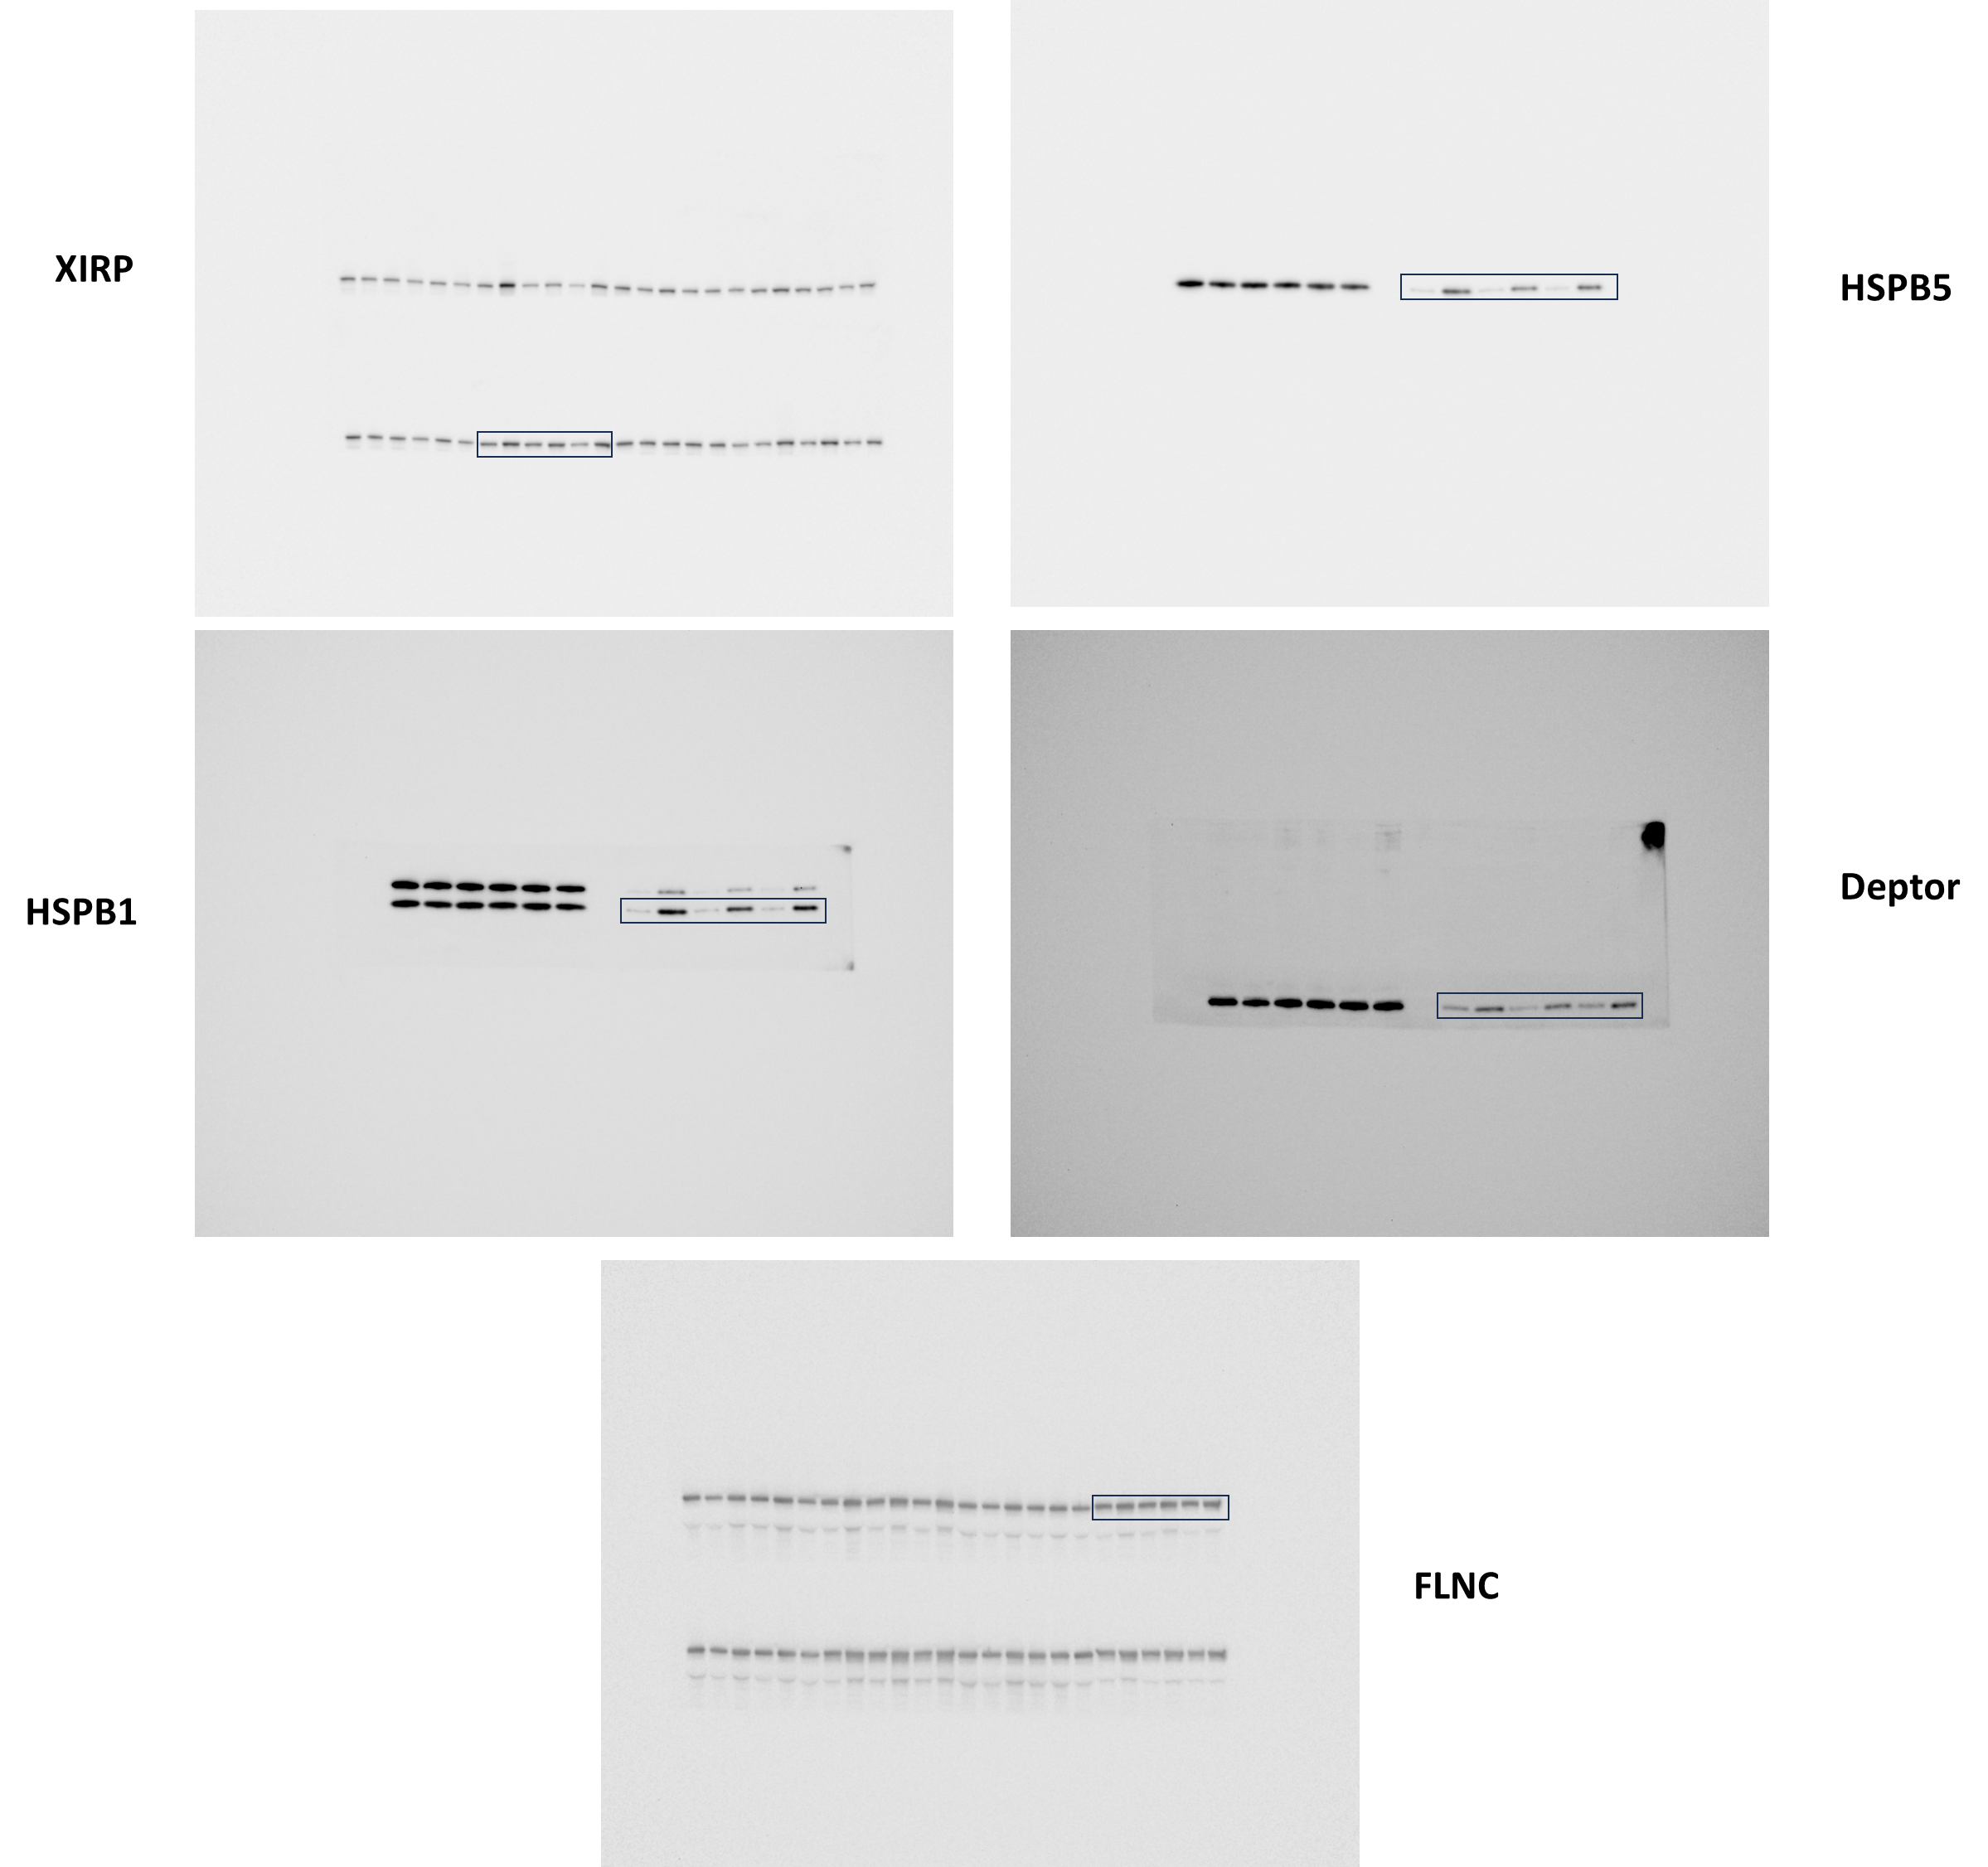 XIRP
HSPB5
HSPB1
Deptor
FLNC